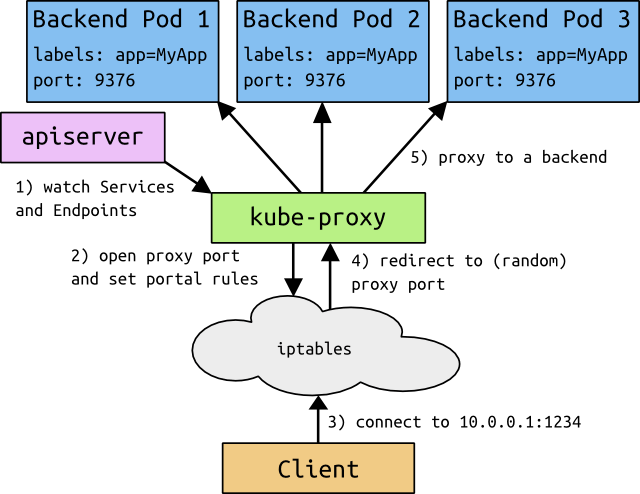 Backend Pod 1
labels: app=MyApp
port: 9376
Backend Pod 2
labels: app=MyApp
port: 9376
Backend Pod 3
labels: app=MyApp
port: 9376
apiserver
1) watch Services
and Endpoints
5) proxy to a backend
kube-proxy
2) open proxy port
and set portal rules
4) redirect to (random)
proxy port
iptables
3) connect to 10.0.0.1:1234
Client